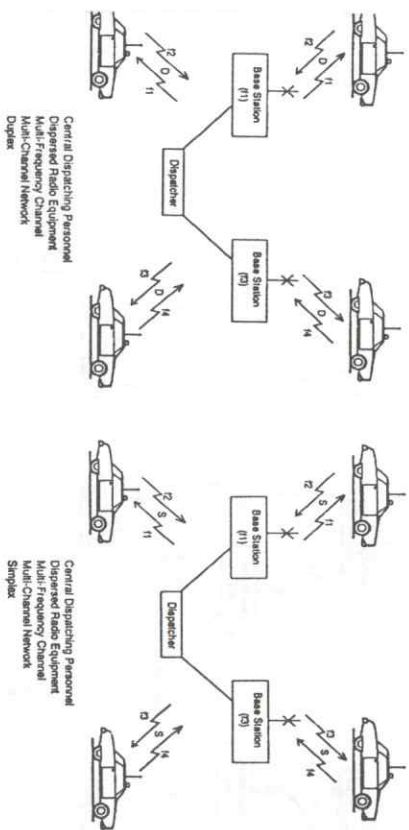 f2
D
f1
f3
D
f4
Base Station
(f1)
Base Station
(f3)
Dispatcher
f2
D
f1
f3
D
f4
Central Dispatching Personnel
Dispersed Radio Equipment
Multi-Frequency Channel
Multi-Channel Network
Duplex
f2
S
f1
f3
S
f4
Base Station
(f1)
Base Station
(f3)
Dispatcher
f2
S
f1
f3
S
f4
Central Dispatching Personnel
Dispersed Radio Equipment
Multi-Frequency Channel
Multi-Channel Network
Simplex